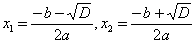 x₁ = (-b - √D) / 2a, x₂ = (-b + √D) / 2a